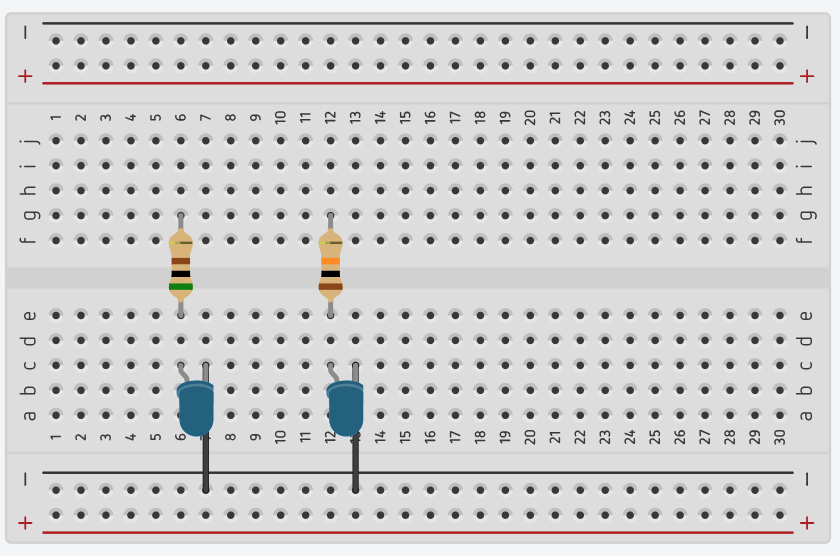 − −
+ +
1 2 3 4 5 6 7 8 9 10 11 12 13 14 15 16 17 18 19 20 21 22 23 24 25 26 27 28 29 30
j j
i i
h h
g g
f f
e e
d d
c c
b b
a a
1 2 3 4 5 6 8 9 10 11 12 14 15 16 17 18 19 20 21 22 23 24 25 26 27 28 29 30
− −
+ +